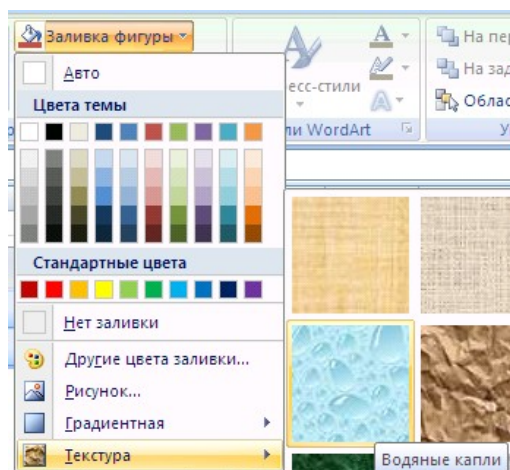 Заливка фигуры
На пер
На зад
есс-стили
Облас
ли WordArt
У
Авто
Цвета темы
Стандартные цвета
Нет заливки
Другие цвета заливки...
Рисунок...
Градиентная
Текстура
Водяные капли